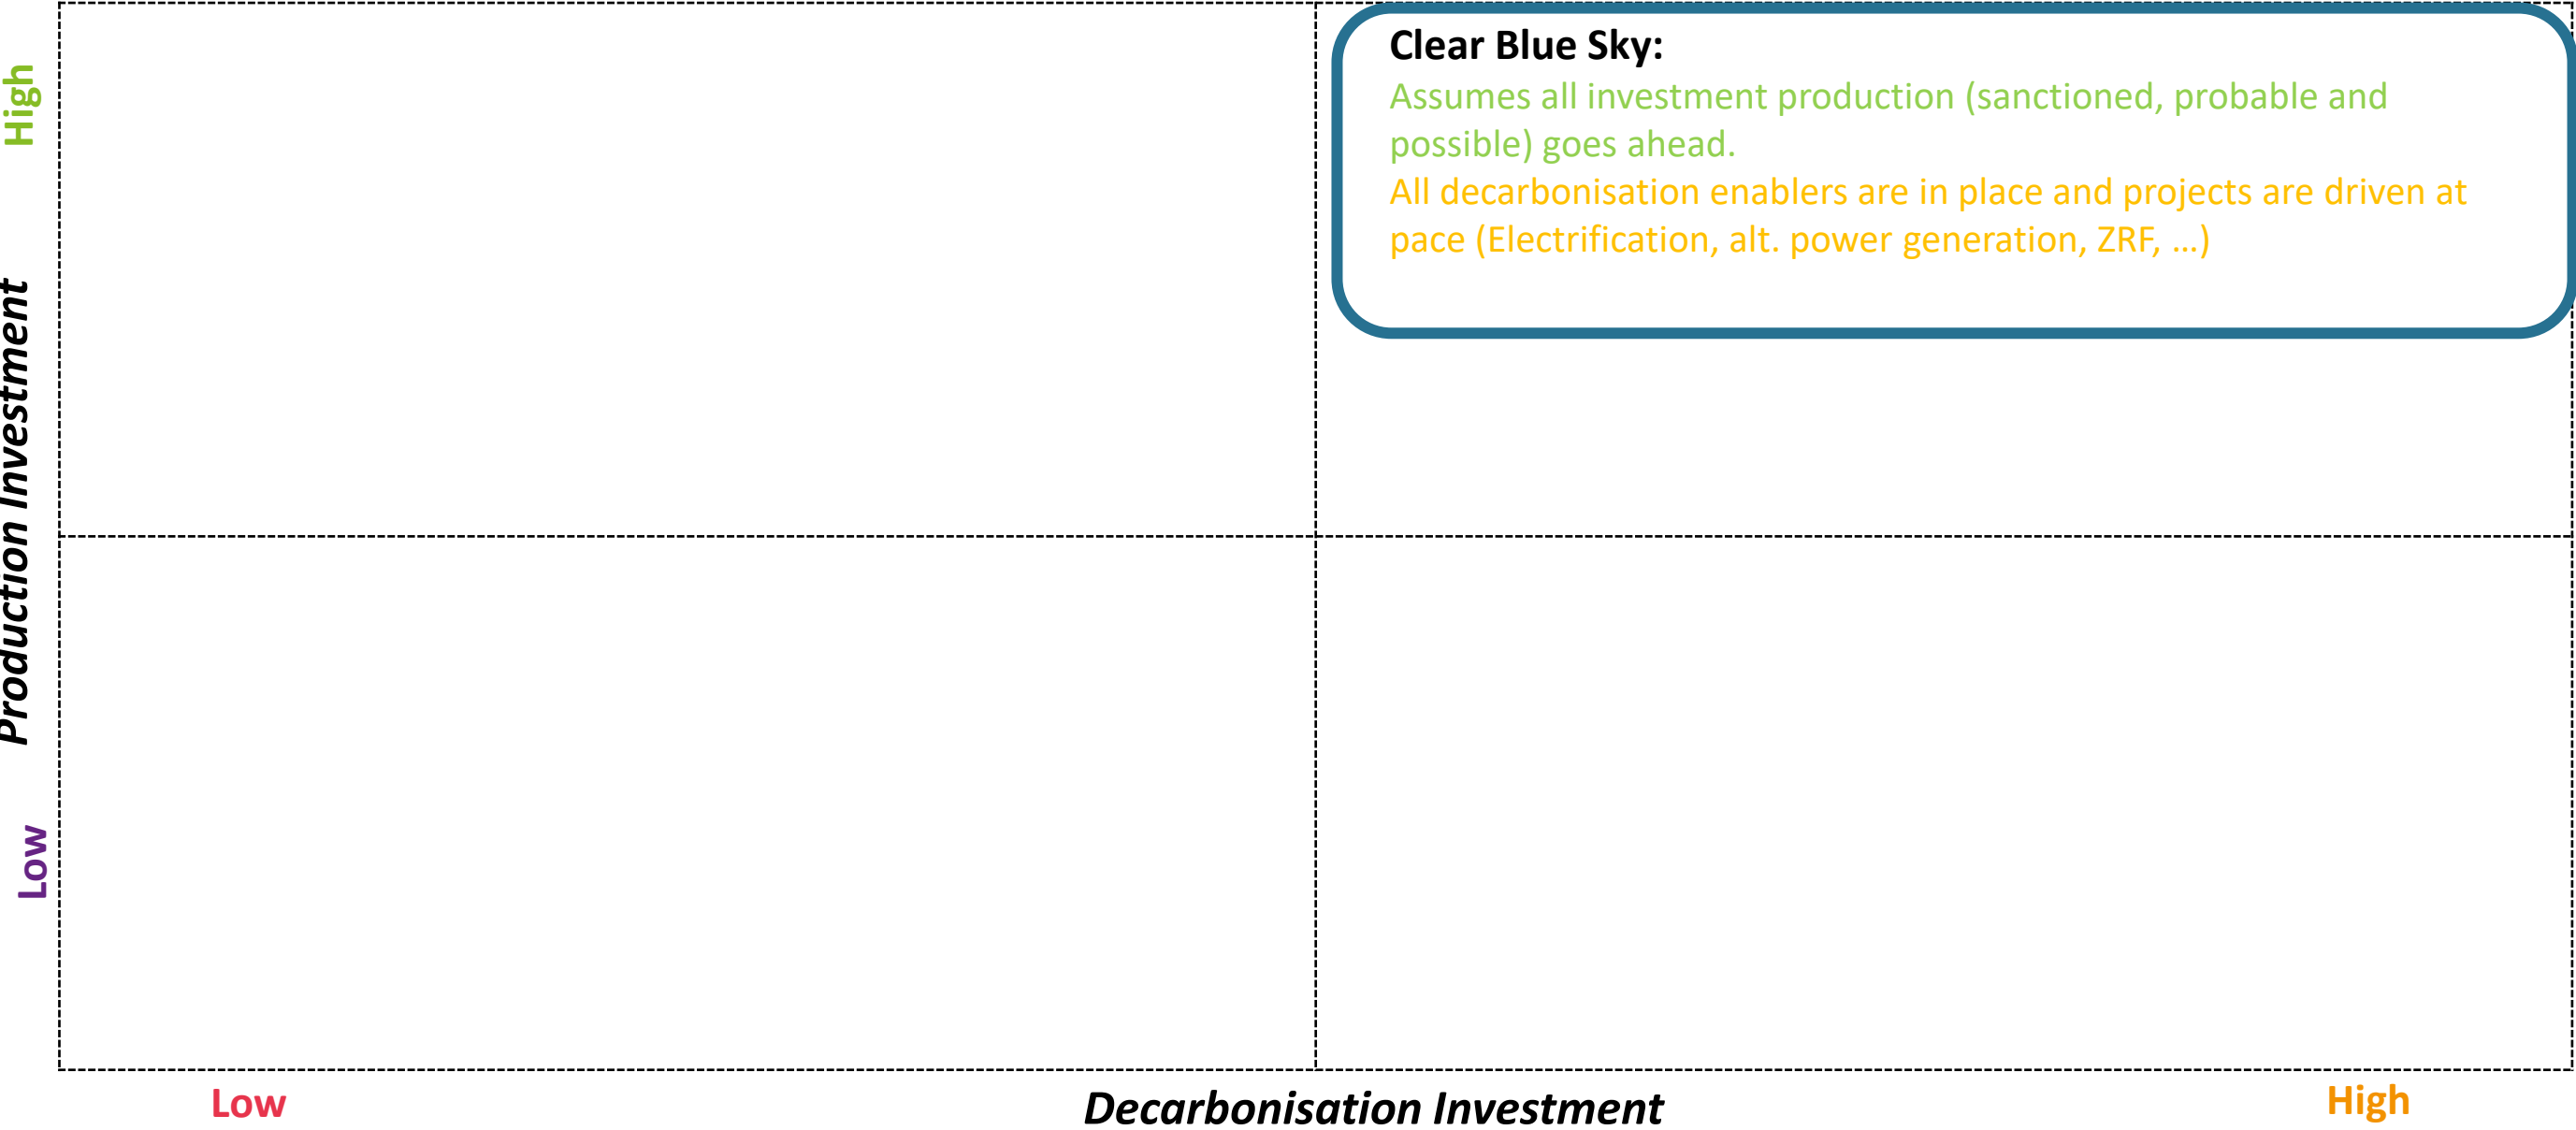 High
Production Investment
Low
Clear Blue Sky:
Assumes all investment production (sanctioned, probable and
possible) goes ahead.
All decarbonisation enablers are in place and projects are driven at
pace (Electrification, alt. power generation, ZRF, ...)
Low
Decarbonisation Investment
High